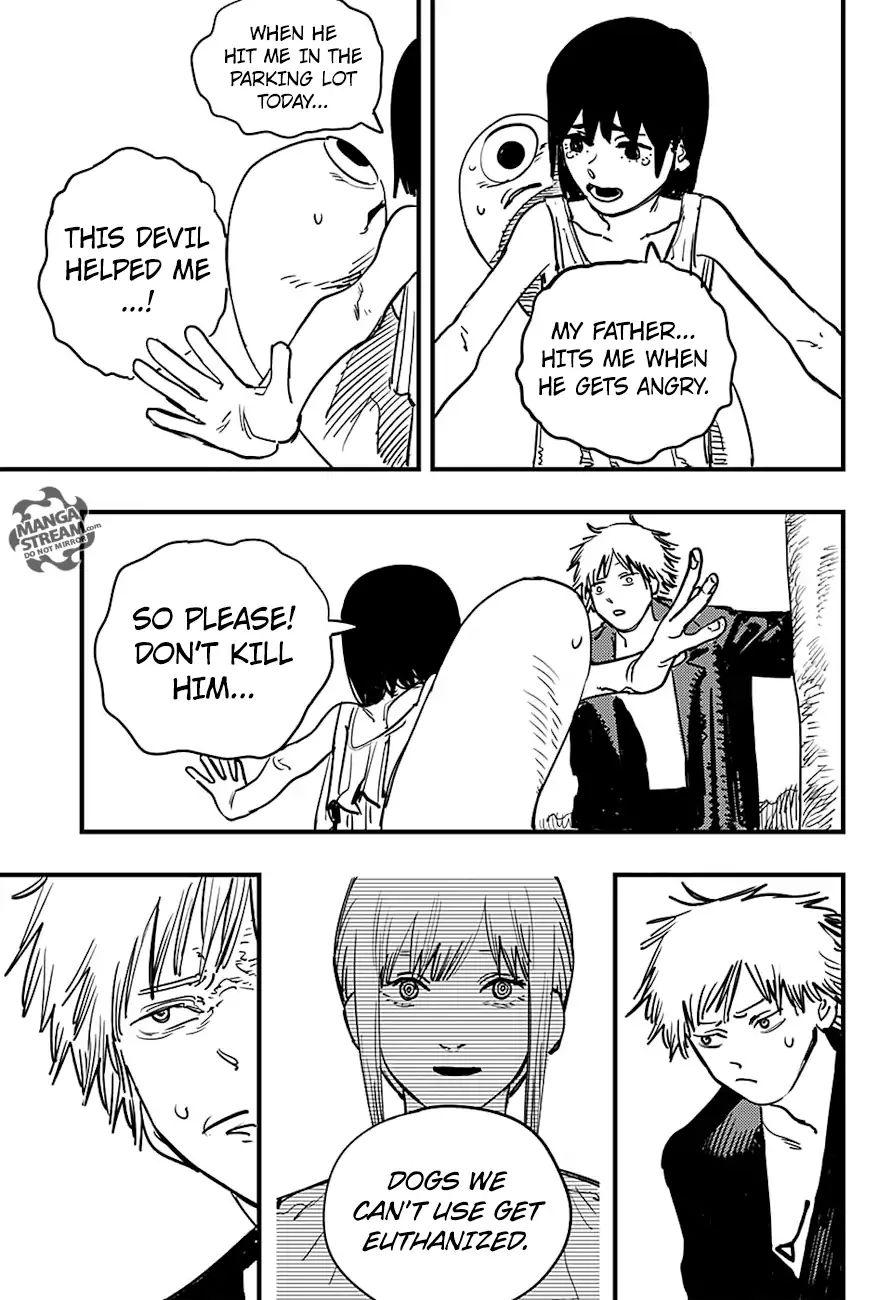 MY FATHER...
HITS ME WHEN
HE GETS ANGRY.
WHEN HE
HIT ME IN THE
PARKING LOT
TODAY...
THIS DEVIL
HELPED ME
...!
MANGA
STREAM.com
DO NOT MIRROR
SO PLEASE!
DON'T KILL
HIM...
DOGS WE
CAN'T USE GET
EUTHANIZED.